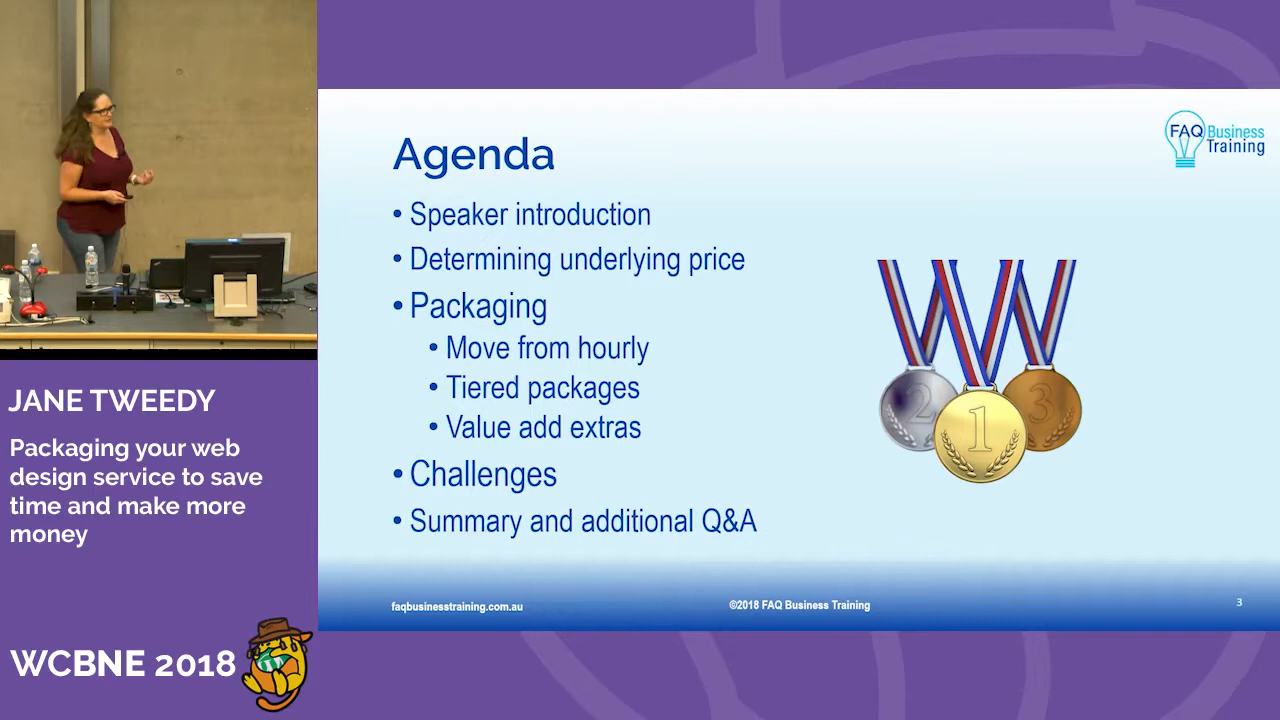 JANE TWEEDY
Packaging your web
design service to save
time and make more
money
WCBNE 2018
FAQ Business
Training
Agenda
• Speaker introduction
• Determining underlying price
• Packaging
• Move from hourly
• Tiered packages
• Value add extras
• Challenges
• Summary and additional Q&A
2
1
3
faqbusinesstraining.com.au
©2018 FAQ Business Training
3